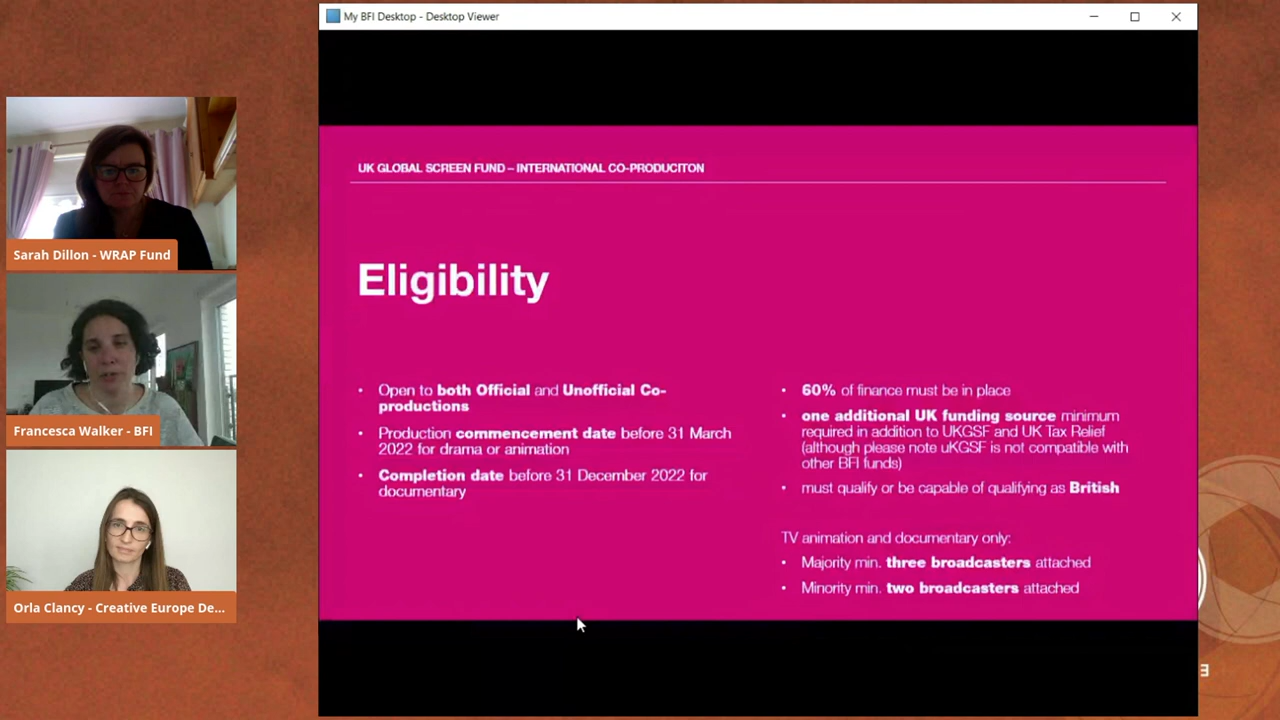 My BFI Desktop - Desktop Viewer
Sarah Dillon - WRAP Fund
Francesca Walker - BFI
Orla Clancy - Creative Europe De...
UK GLOBAL SCREEN FUND – INTERNATIONAL CO-PRODUCITON
Eligibility
• Open to both Official and Unofficial Co-
productions
• Production commencement date before 31 March
2022 for drama or animation
• Completion date before 31 December 2022 for
documentary
• 60% of finance must be in place
• one additional UK funding source minimum
required in addition to UKGSF and UK Tax Relief
(although please note uKGSF is not compatible with
other BFI funds)
• must qualify or be capable of qualifying as British
TV animation and documentary only:
• Majority min. three broadcasters attached
• Minority min. two broadcasters attached